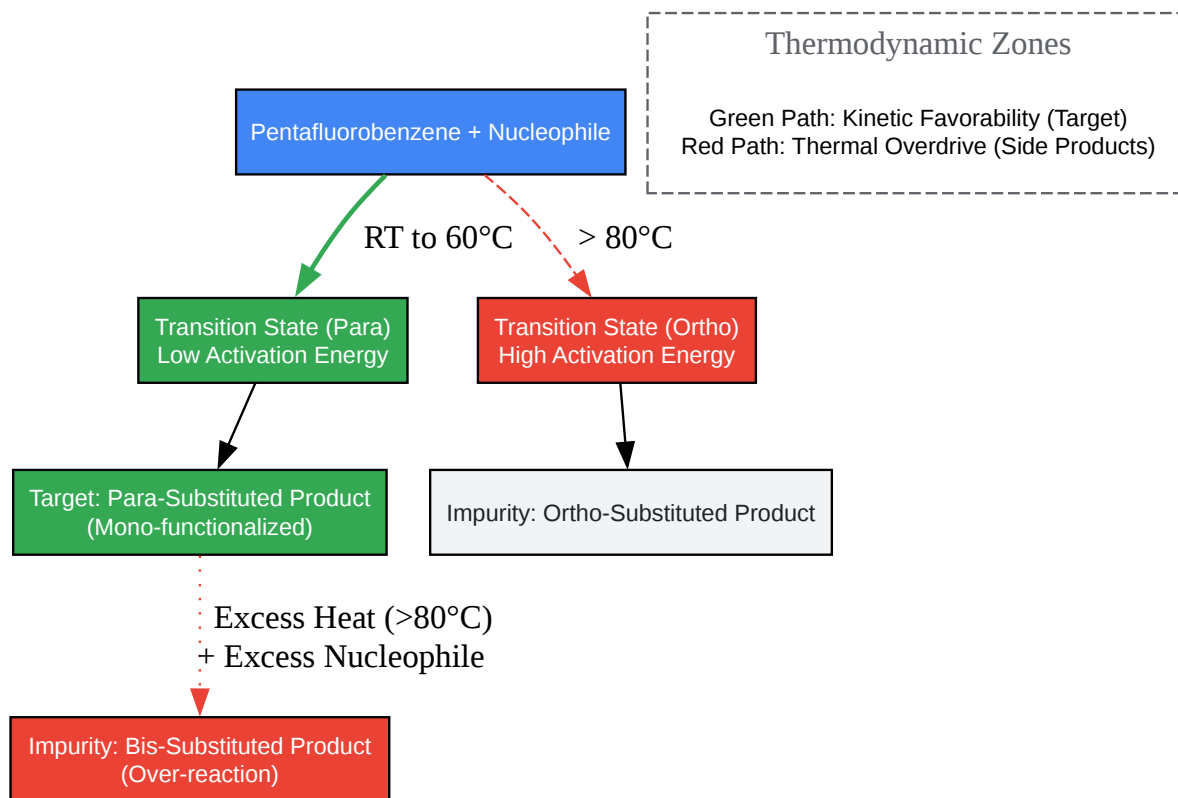 Thermodynamic Zones
Green Path: Kinetic Favorability (Target)
Red Path: Thermal Overdrive (Side Products)
Pentafluorobenzene + Nucleophile
RT to 60°C
> 80°C
Transition State (Para)
Low Activation Energy
Transition State (Ortho)
High Activation Energy
Target: Para-Substituted Product
(Mono-functionalized)
Impurity: Ortho-Substituted Product
Excess Heat (>80°C)
+ Excess Nucleophile
Impurity: Bis-Substituted Product
(Over-reaction)